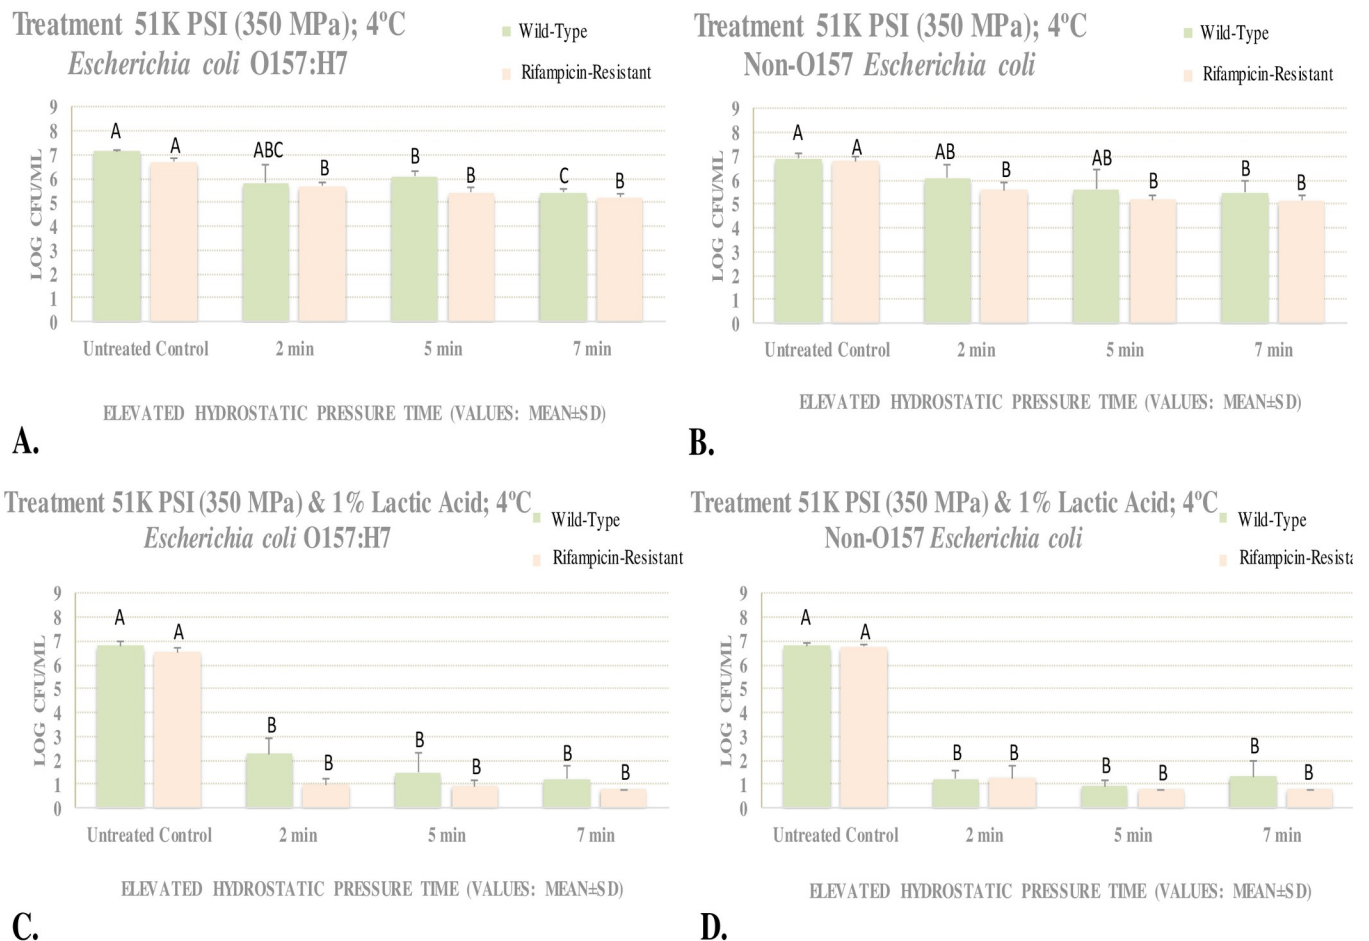 Treatment 51K PSI (350 MPa); 4ºC
Escherichia coli O157:H7
Wild-Type
Rifampicin-Resistant
LOG CFU/ML
9
8
7
6
5
4
3
2
1
0
A
A
ABC
B
B
B
C
B
Untreated Control
2 min
5 min
7 min
ELEVATED HYDROSTATIC PRESSURE TIME (VALUES: MEAN±SD)
A.
Treatment 51K PSI (350 MPa); 4ºC
Non-O157 Escherichia coli
Wild-Type
Rifampicin-Resistant
LOG CFU/ML
9
8
7
6
5
4
3
2
1
0
A
A
AB
B
AB
B
B
B
Untreated Control
2 min
5 min
7 min
ELEVATED HYDROSTATIC PRESSURE TIME (VALUES: MEAN±SD)
B.
Treatment 51K PSI (350 MPa) & 1% Lactic Acid; 4ºC
Escherichia coli O157:H7
Wild-Type
Rifampicin-Resistant
LOG CFU/ML
9
8
7
6
5
4
3
2
1
0
A
A
B
B
B
B
B
B
Untreated Control
2 min
5 min
7 min
ELEVATED HYDROSTATIC PRESSURE TIME (VALUES: MEAN±SD)
C.
Treatment 51K PSI (350 MPa) & 1% Lactic Acid; 4ºC
Non-O157 Escherichia coli
Wild-Type
Rifampicin-Resista
LOG CFU/ML
9
8
7
6
5
4
3
2
1
0
A
A
B
B
B
B
B
B
Untreated Control
2 min
5 min
7 min
ELEVATED HYDROSTATIC PRESSURE TIME (VALUES: MEAN±SD)
D.